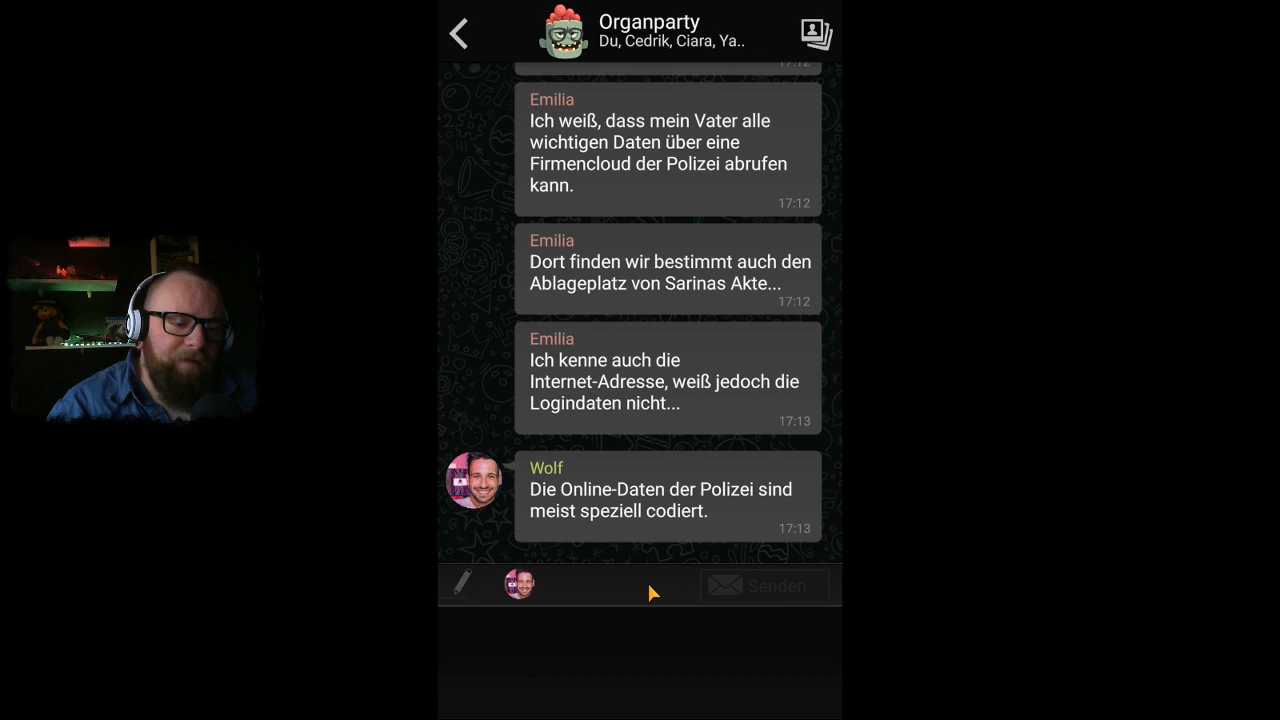 Organparty
Du, Cedrik, Ciara, Ya..
17:12
Emilia
Ich weiß, dass mein Vater alle
wichtigen Daten über eine
Firmencloud der Polizei abrufen
kann.
17:12
Emilia
Dort finden wir bestimmt auch den
Ablageplatz von Sarinas Akte...
17:12
Emilia
Ich kenne auch die
Internet-Adresse, weiß jedoch die
Logindaten nicht...
17:13
Wolf
Die Online-Daten der Polizei sind
meist speziell codiert.
17:13
Senden